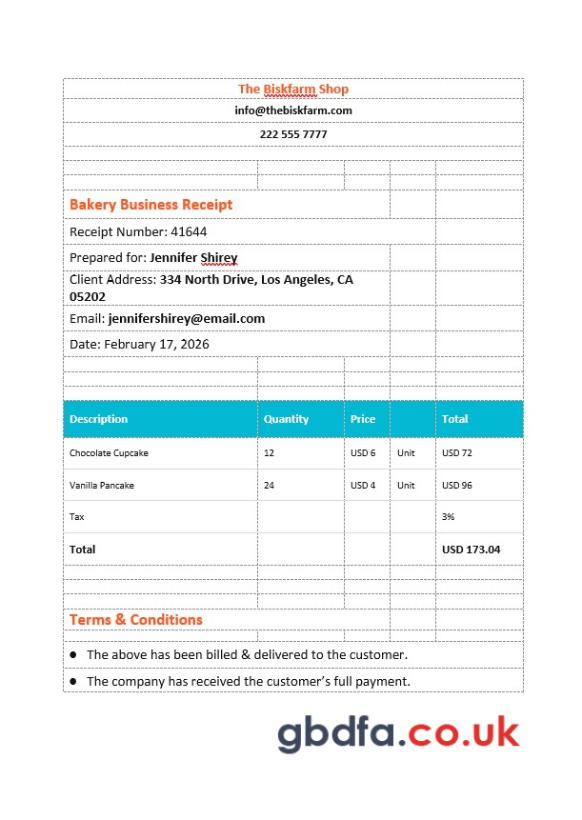 The Biskfarm Shop
info@thebiskfarm.com
222 555 7777
Bakery Business Receipt
Receipt Number: 41644
Prepared for: Jennifer Shirey
Client Address: 334 North Drive, Los Angeles, CA
05202
Email: jennifershirey@email.com
Date: February 17, 2026
Description Quantity Price Total
Chocolate Cupcake 12 USD 6 Unit USD 72
Vanilla Pancake 24 USD 4 Unit USD 96
Tax 3%
Total USD 173.04
Terms & Conditions
● The above has been billed & delivered to the customer.
● The company has received the customer’s full payment.
gbdfa.co.uk